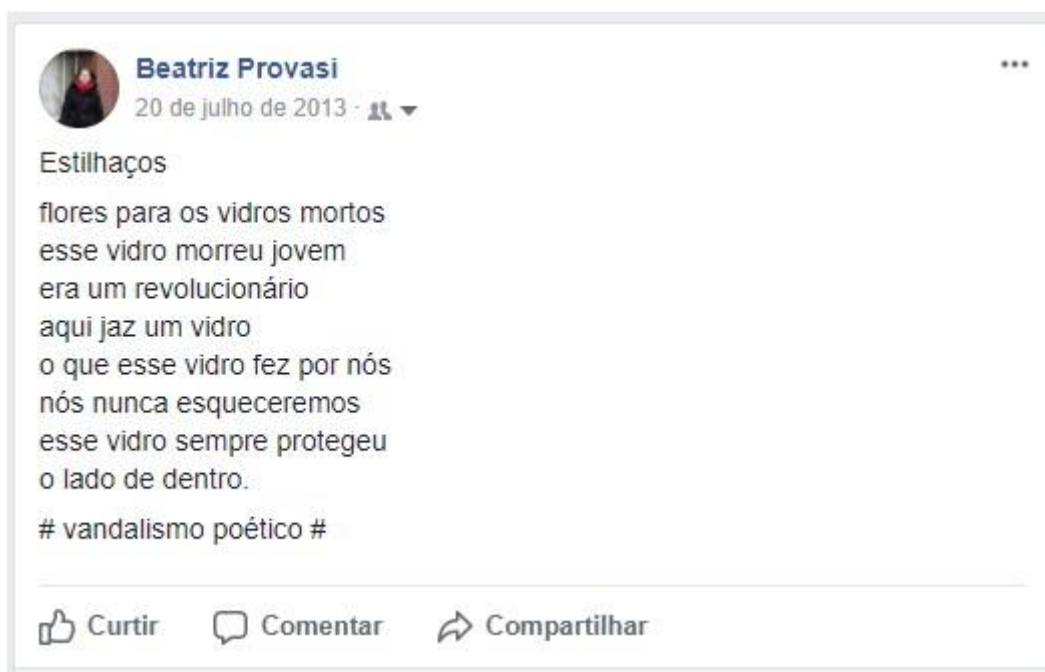 Beatriz Provasi
20 de julho de 2013 ·
Estilhaços
flores para os vidros mortos
esse vidro morreu jovem
era um revolucionário
aqui jaz um vidro
o que esse vidro fez por nós
nós nunca esqueceremos
esse vidro sempre protegeu
o lado de dentro.
# vandalismo poético #
Curtir Comentar Compartilhar